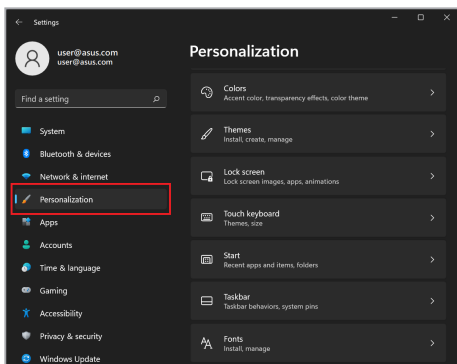 Settings
user@asus.com
user@asus.com
Find a setting
System
Bluetooth & devices
Network & internet
Personalization
Apps
Accounts
Time & language
Gaming
Accessibility
Privacy & security
Windows Update
Personalization
Colors
Accent color, transparency effects, color theme
Themes
Install, create, manage
Lock screen
Lock screen images, apps, animations
Touch keyboard
Themes, size
Start
Recent apps and items, folders
Taskbar
Taskbar behaviors, system pins
Fonts
Install, manage